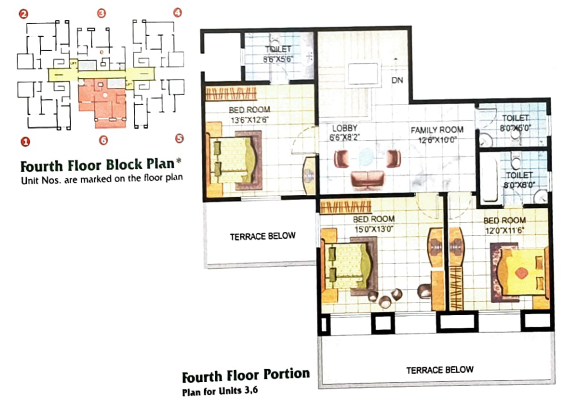 2
3
4
LIFT
LIFT
1
6
5
Fourth Floor Block Plan*
Unit Nos. are marked on the floor plan
TOILET
8'6"X5'6"
BED ROOM
13'6"X12'6"
DN
LOBBY
6'6"X8'2"
FAMILY ROOM
12'6"X10'0"
TOILET
8'0"X5'0"
TOILET
8'0"X6'0"
TERRACE BELOW
BED ROOM
15'0"X13'0"
BED ROOM
12'0"X11'6"
TERRACE BELOW
Fourth Floor Portion
Plan for Units 3,6